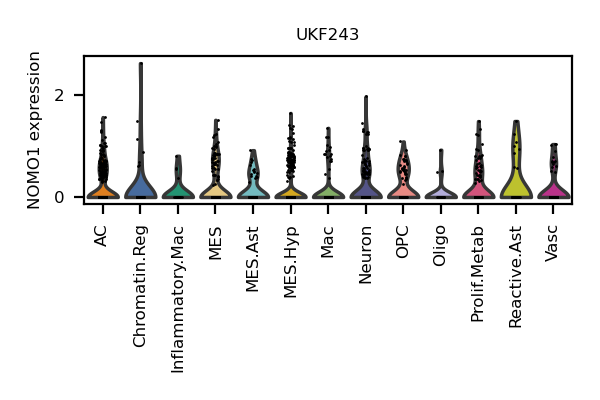 UKF243
NOMO1 expression
2
0
AC
Chromatin.Reg
Inflammatory.Mac
MES
MES.Ast
MES.Hyp
Mac
Neuron
OPC
Oligo
Prolif.Metab
Reactive.Ast
Vasc